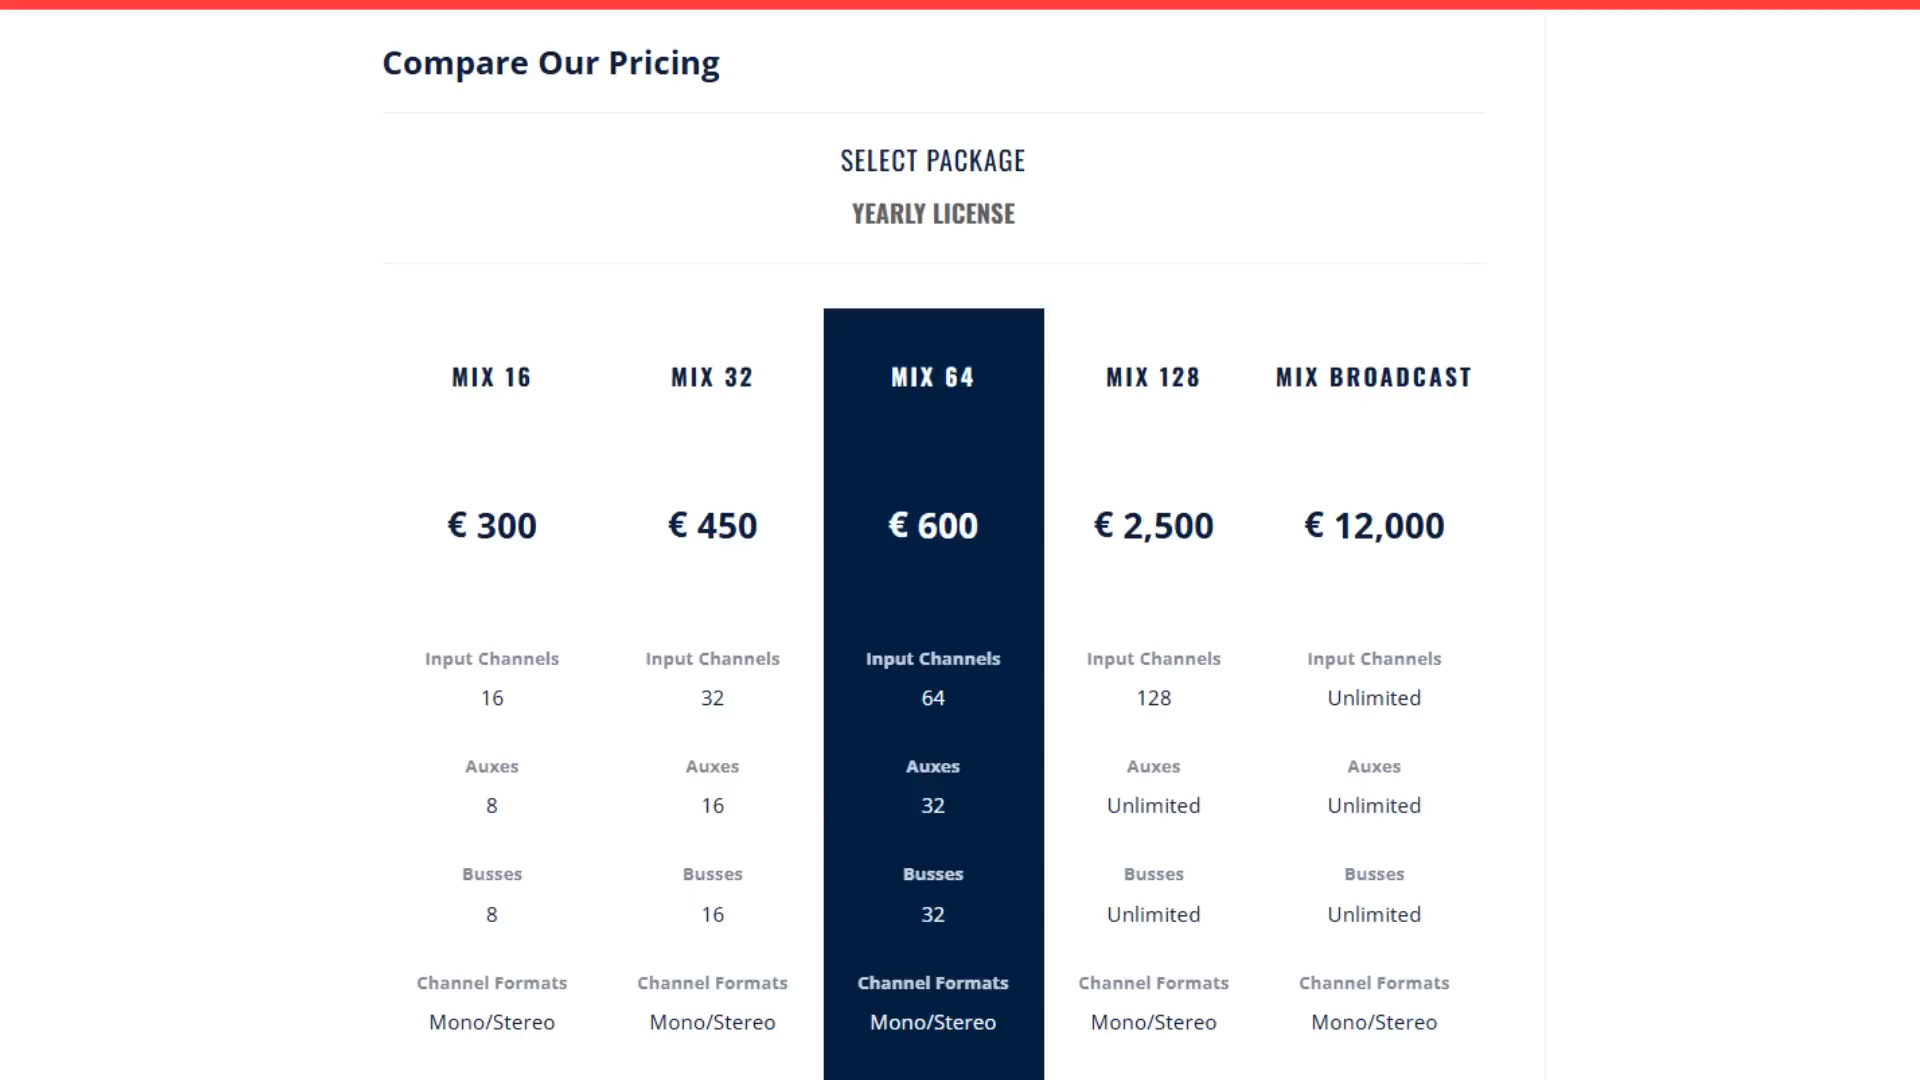 Compare Our Pricing
SELECT PACKAGE
YEARLY LICENSE
MIX 16 MIX 32 MIX 64 MIX 128 MIX BROADCAST
€ 300 € 450 € 600 € 2,500 € 12,000
Input Channels Input Channels Input Channels Input Channels Input Channels
16 32 64 128 Unlimited
Auxes Auxes Auxes Auxes Auxes
8 16 32 Unlimited Unlimited
Busses Busses Busses Busses Busses
8 16 32 Unlimited Unlimited
Channel Formats Channel Formats Channel Formats Channel Formats Channel Formats
Mono/Stereo Mono/Stereo Mono/Stereo Mono/Stereo Mono/Stereo